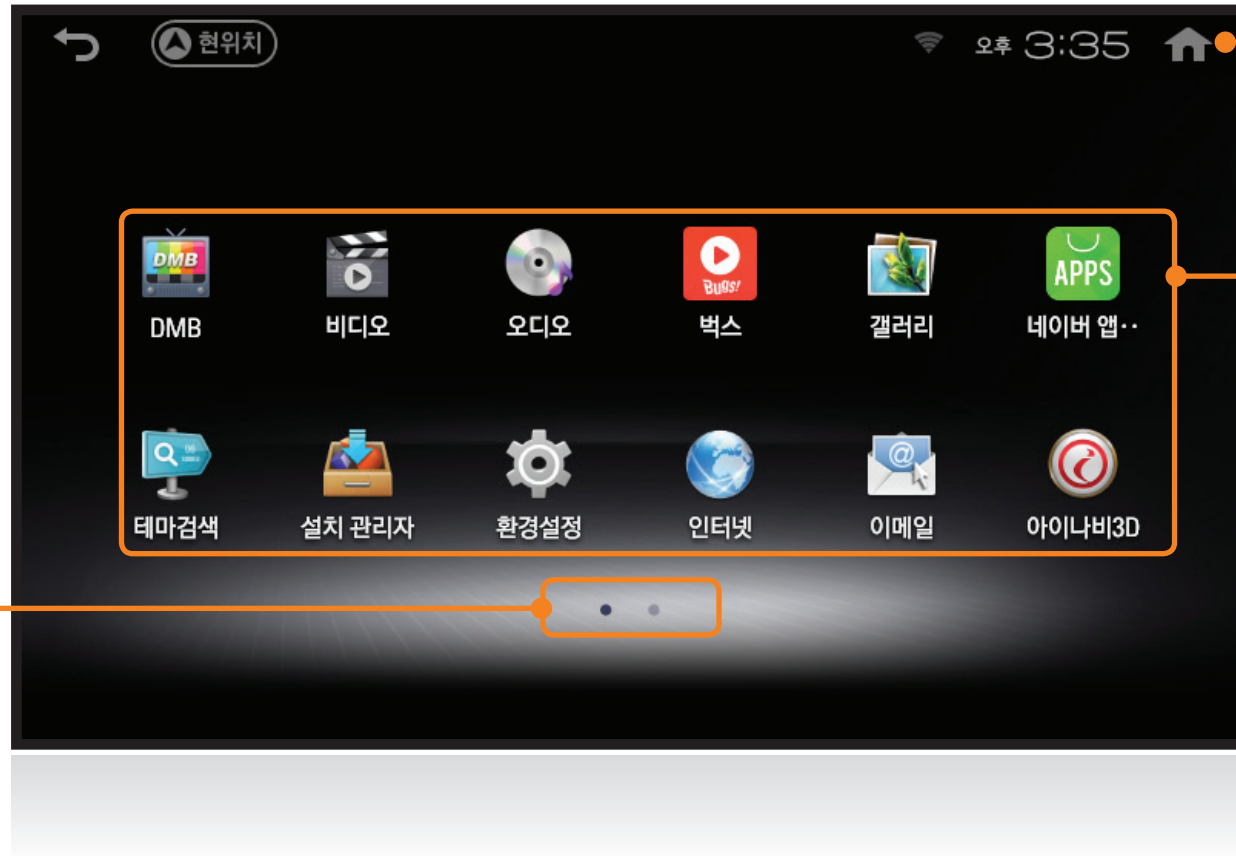 현위치
오후 3:35
DMB
Bugs!
APPS
DMB 비디오 오디오 벅스 갤러리 네이버 앱··
@
테마검색 설치 관리자 환경설정 인터넷 이메일 아이나비3D